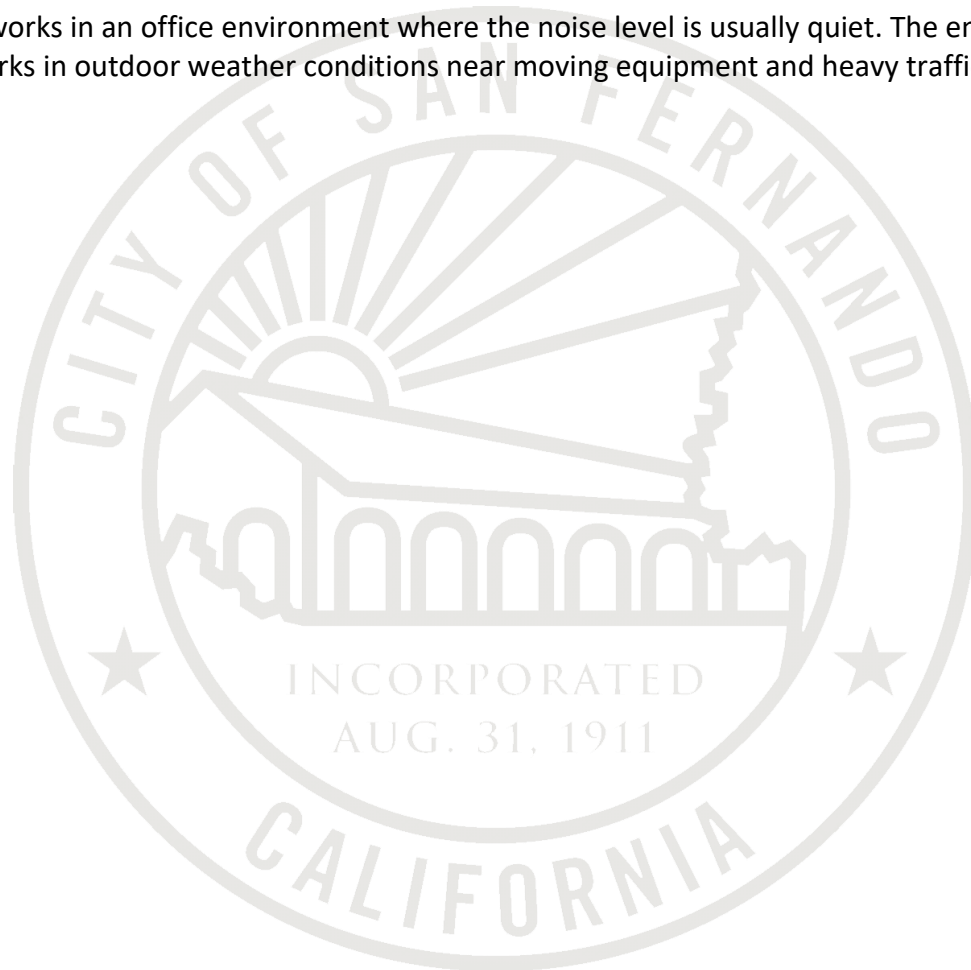 works in an office environment where the noise level is usually quiet. The en
rks in outdoor weather conditions near moving equipment and heavy traffi
CITY OF SAN FERNANDO
INCORPORATED
AUG. 31, 1911
CALIFORNIA